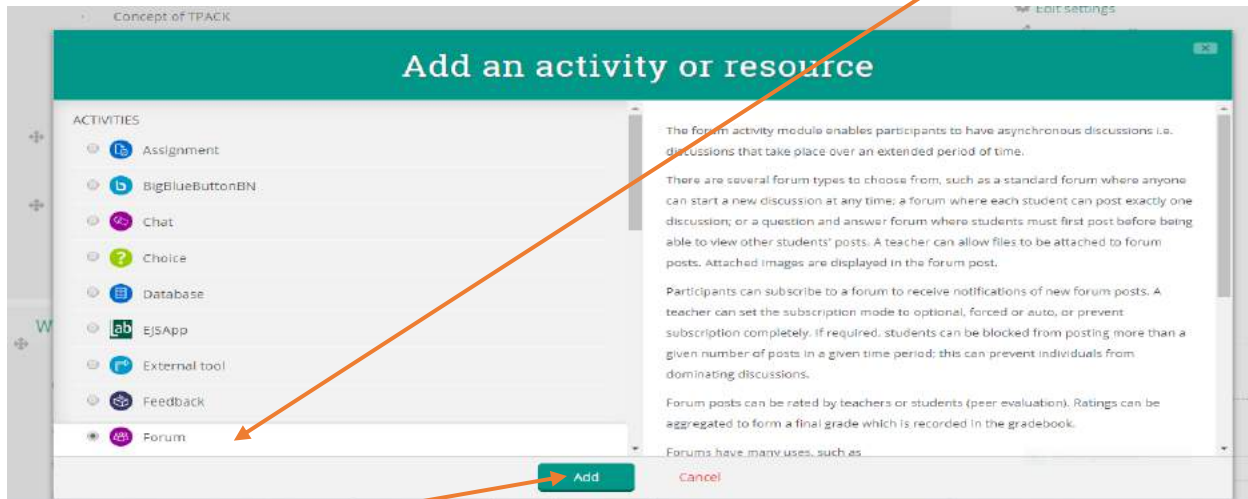 Concept of TPACK
Edit settings
Add an activity or resource
ACTIVITIES
Assignment
BigBlueButtonBN
Chat
Choice
Database
EJSApp
External tool
Feedback
Forum
The forum activity module enables participants to have asynchronous discussions i.e.
discussions that take place over an extended period of time.
There are several forum types to choose from, such as a standard forum where anyone
can start a new discussion at any time; a forum where each student can post exactly one
discussion; or a question and answer forum where students must first post before being
able to view other students' posts. A teacher can allow files to be attached to forum
posts. Attached images are displayed in the forum post.
Participants can subscribe to a forum to receive notifications of new forum posts. A
teacher can set the subscription mode to optional, forced or auto, or prevent
subscription completely. If required, students can be blocked from posting more than a
given number of posts in a given time period; this can prevent individuals from
dominating discussions.
Forum posts can be rated by teachers or students (peer evaluation). Ratings can be
aggregated to form a final grade which is recorded in the gradebook.
Forums have many uses, such as
W
Add
Cancel